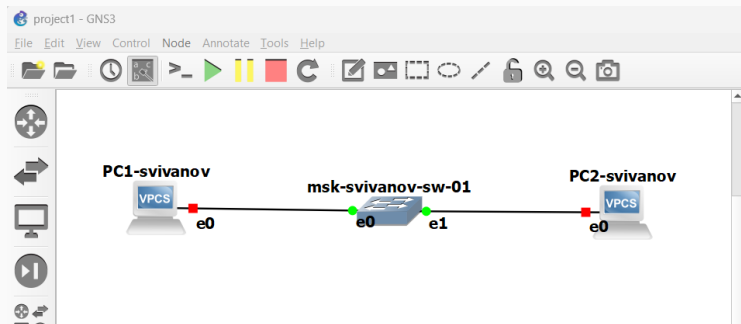 project1 - GNS3
File Edit View Control Node Annotate Tools Help
PC1-svivanov
VPCS
e0
msk-svivanov-sw-01
e0
e1
PC2-svivanov
VPCS
e0